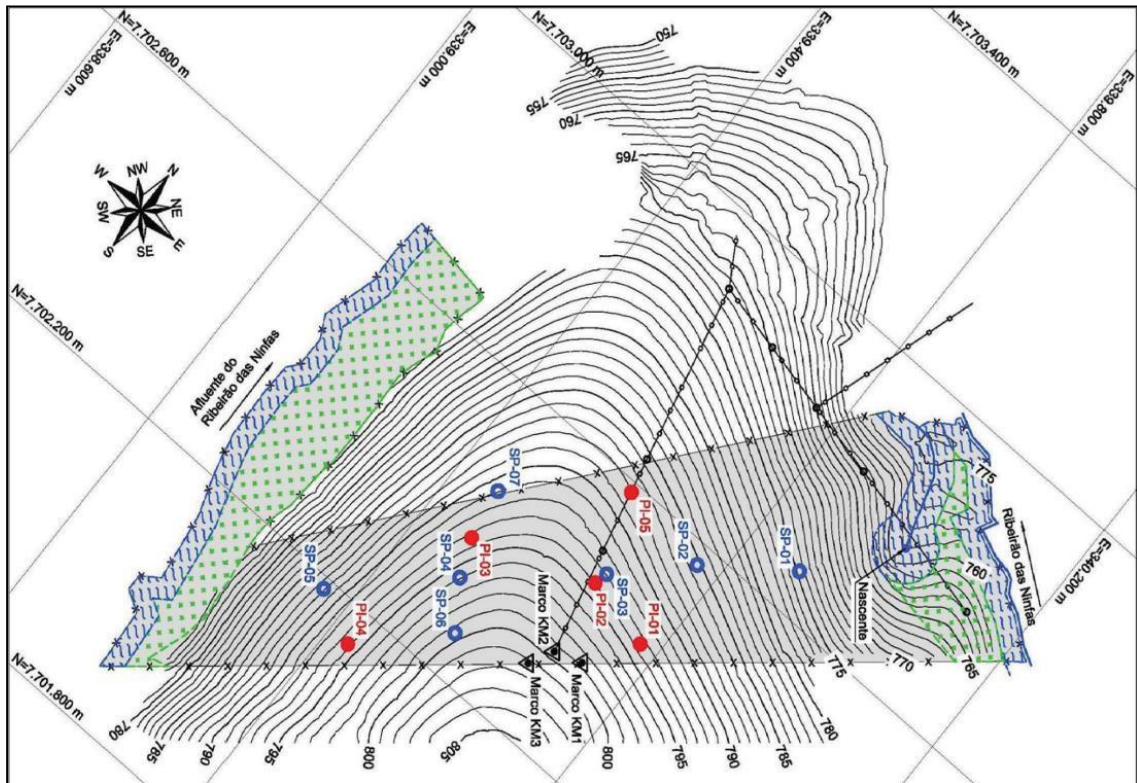 N=7.702.600 m
E=338.600 m
E=339.000 m
N=7.703.000 m
750
E=339.400 m
N=7.703.400 m
E=339.800 m
755
760
765
N
NE
E
SE
S
SW
W
NW
N=7.702.200 m
Afluente do
Ribeirão das Ninfas
SP-07
PI-05
775
Ribeirão das Ninfas
E=340.200 m
SP-05
SP-04
PI-03
SP-02
SP-01
760
Nascente
PI-04
SP-06
Marco KM2
PI-02
SP-03
PI-01
N=7.701.800 m
775
770
765
780
785
790
795
800
805
Marco KM3
Marco KM1
800
795
790
785
780